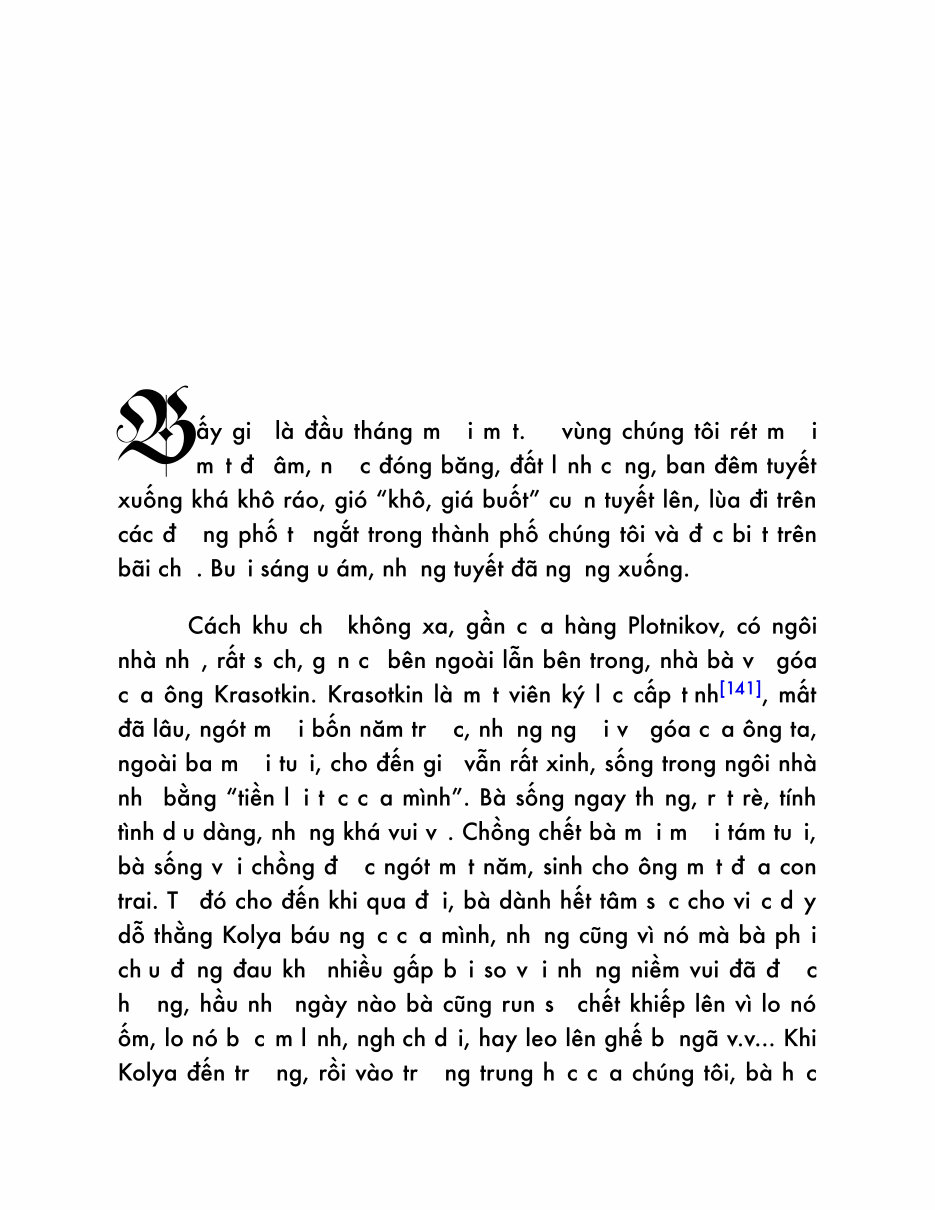 Bấy gi là đầu tháng m i m t. vùng chúng tôi rét m i
m t đ âm, n c đóng băng, đất l nh c ng, ban đêm tuyết
xuống khá khô ráo, gió “khô, giá buốt” cu n tuyết lên, lùa đi trên
các đ ng phố t ngắt trong thành phố chúng tôi và đ c bi t trên
bãi ch . Bu i sáng u ám, nh ng tuyết đã ng ng xuống.
Cách khu ch không xa, gần c a hàng Plotnikov, có ngôi
nhà nh , rất s ch, g n c bên ngoài lẫn bên trong, nhà bà v góa
c a ông Krasotkin. Krasotkin là m t viên ký l c cấp t nh[141], mất
đã lâu, ngót m i bốn năm tr c, nh ng ng i v góa c a ông ta,
ngoài ba m i tu i, cho đến gi vẫn rất xinh, sống trong ngôi nhà
nh bằng “tiền l i t c c a mình”. Bà sống ngay th ng, r t rè, tính
tình d u dàng, nh ng khá vui v . Chồng chết bà m i m i tám tu i,
bà sống v i chồng đ c ngót m t năm, sinh cho ông m t đ a con
trai. T đó cho đến khi qua đ i, bà dành hết tâm s c cho vi c d y
dỗ thằng Kolya báu ng c c a mình, nh ng cũng vì nó mà bà ph i
ch u đ ng đau kh nhiều gấp b i so v i nh ng niềm vui đã đ c
h ng, hầu nh ngày nào bà cũng run s chết khiếp lên vì lo nó
ốm, lo nó b c m l nh, ngh ch d i, hay leo lên ghế b ngã v.v... Khi
Kolya đến tr ng, rồi vào tr ng trung h c c a chúng tôi, bà h c